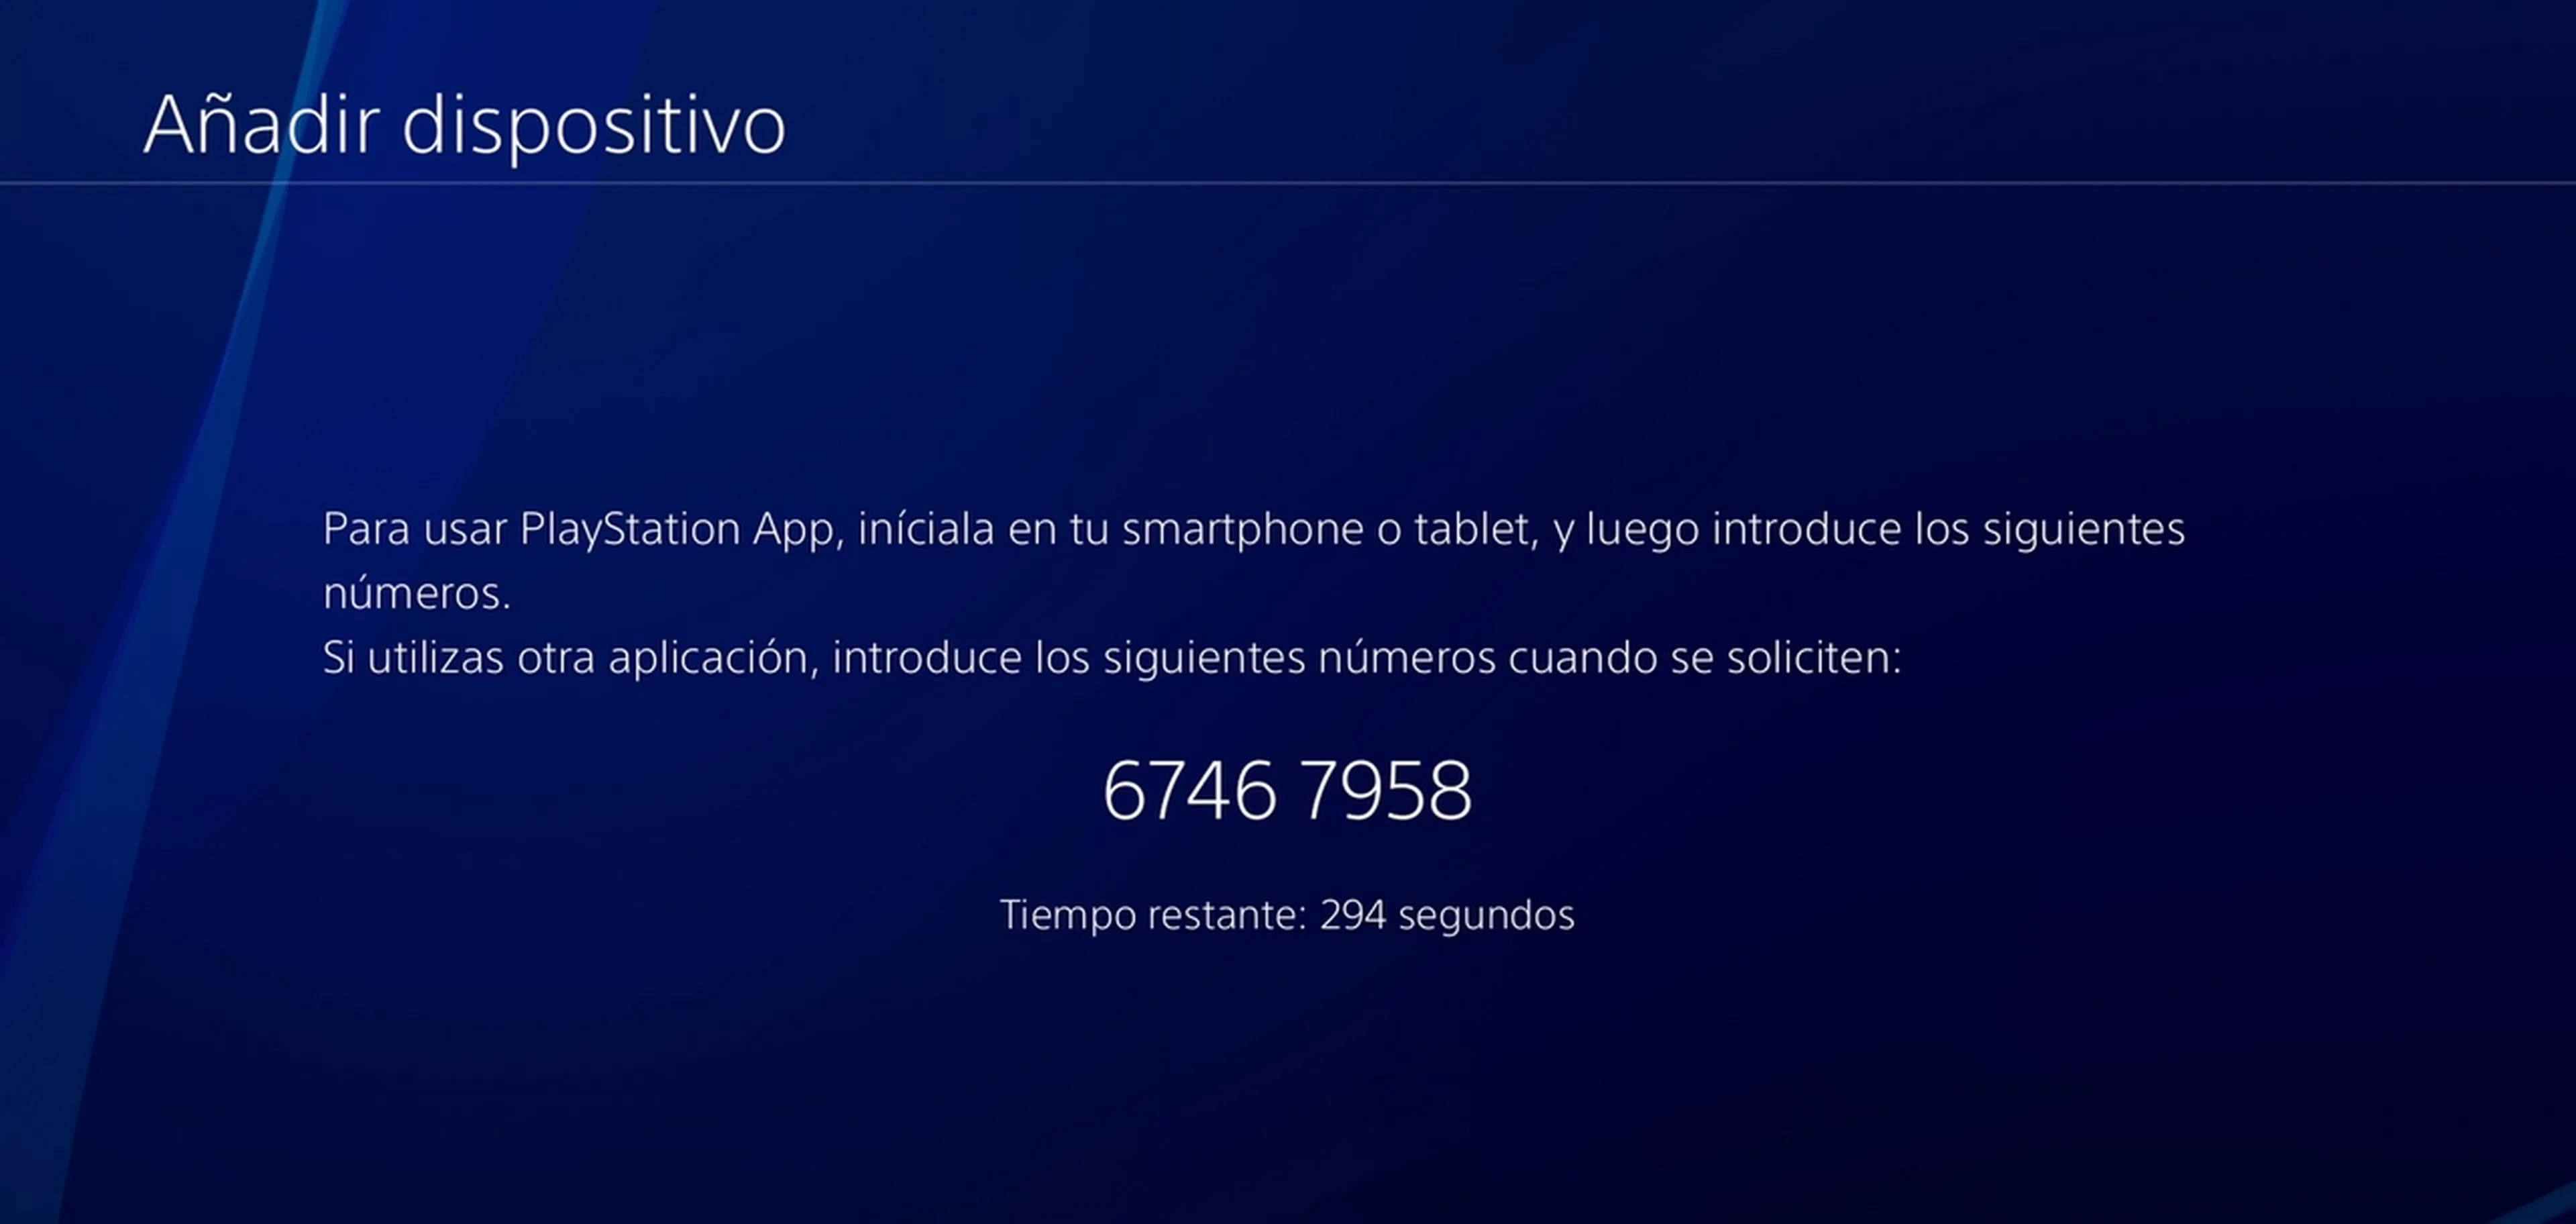 Añadir dispositivo
Para usar PlayStation App, iníciala en tu smartphone o tablet, y luego introduce los siguientes
números.
Si utilizas otra aplicación, introduce los siguientes números cuando se soliciten:
6746 7958
Tiempo restante: 294 segundos